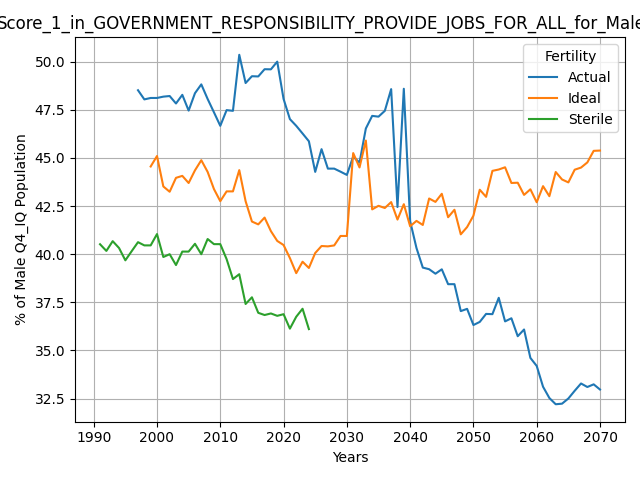 Score_1_in_GOVERNMENT_RESPONSIBILITY_PROVIDE_JOBS_FOR_ALL_for_Male
Fertility
Actual
Ideal
Sterile
% of Male Q4_IQ Population
50.0
47.5
45.0
42.5
40.0
37.5
35.0
32.5
1990 2000 2010 2020 2030 2040 2050 2060 2070
Years